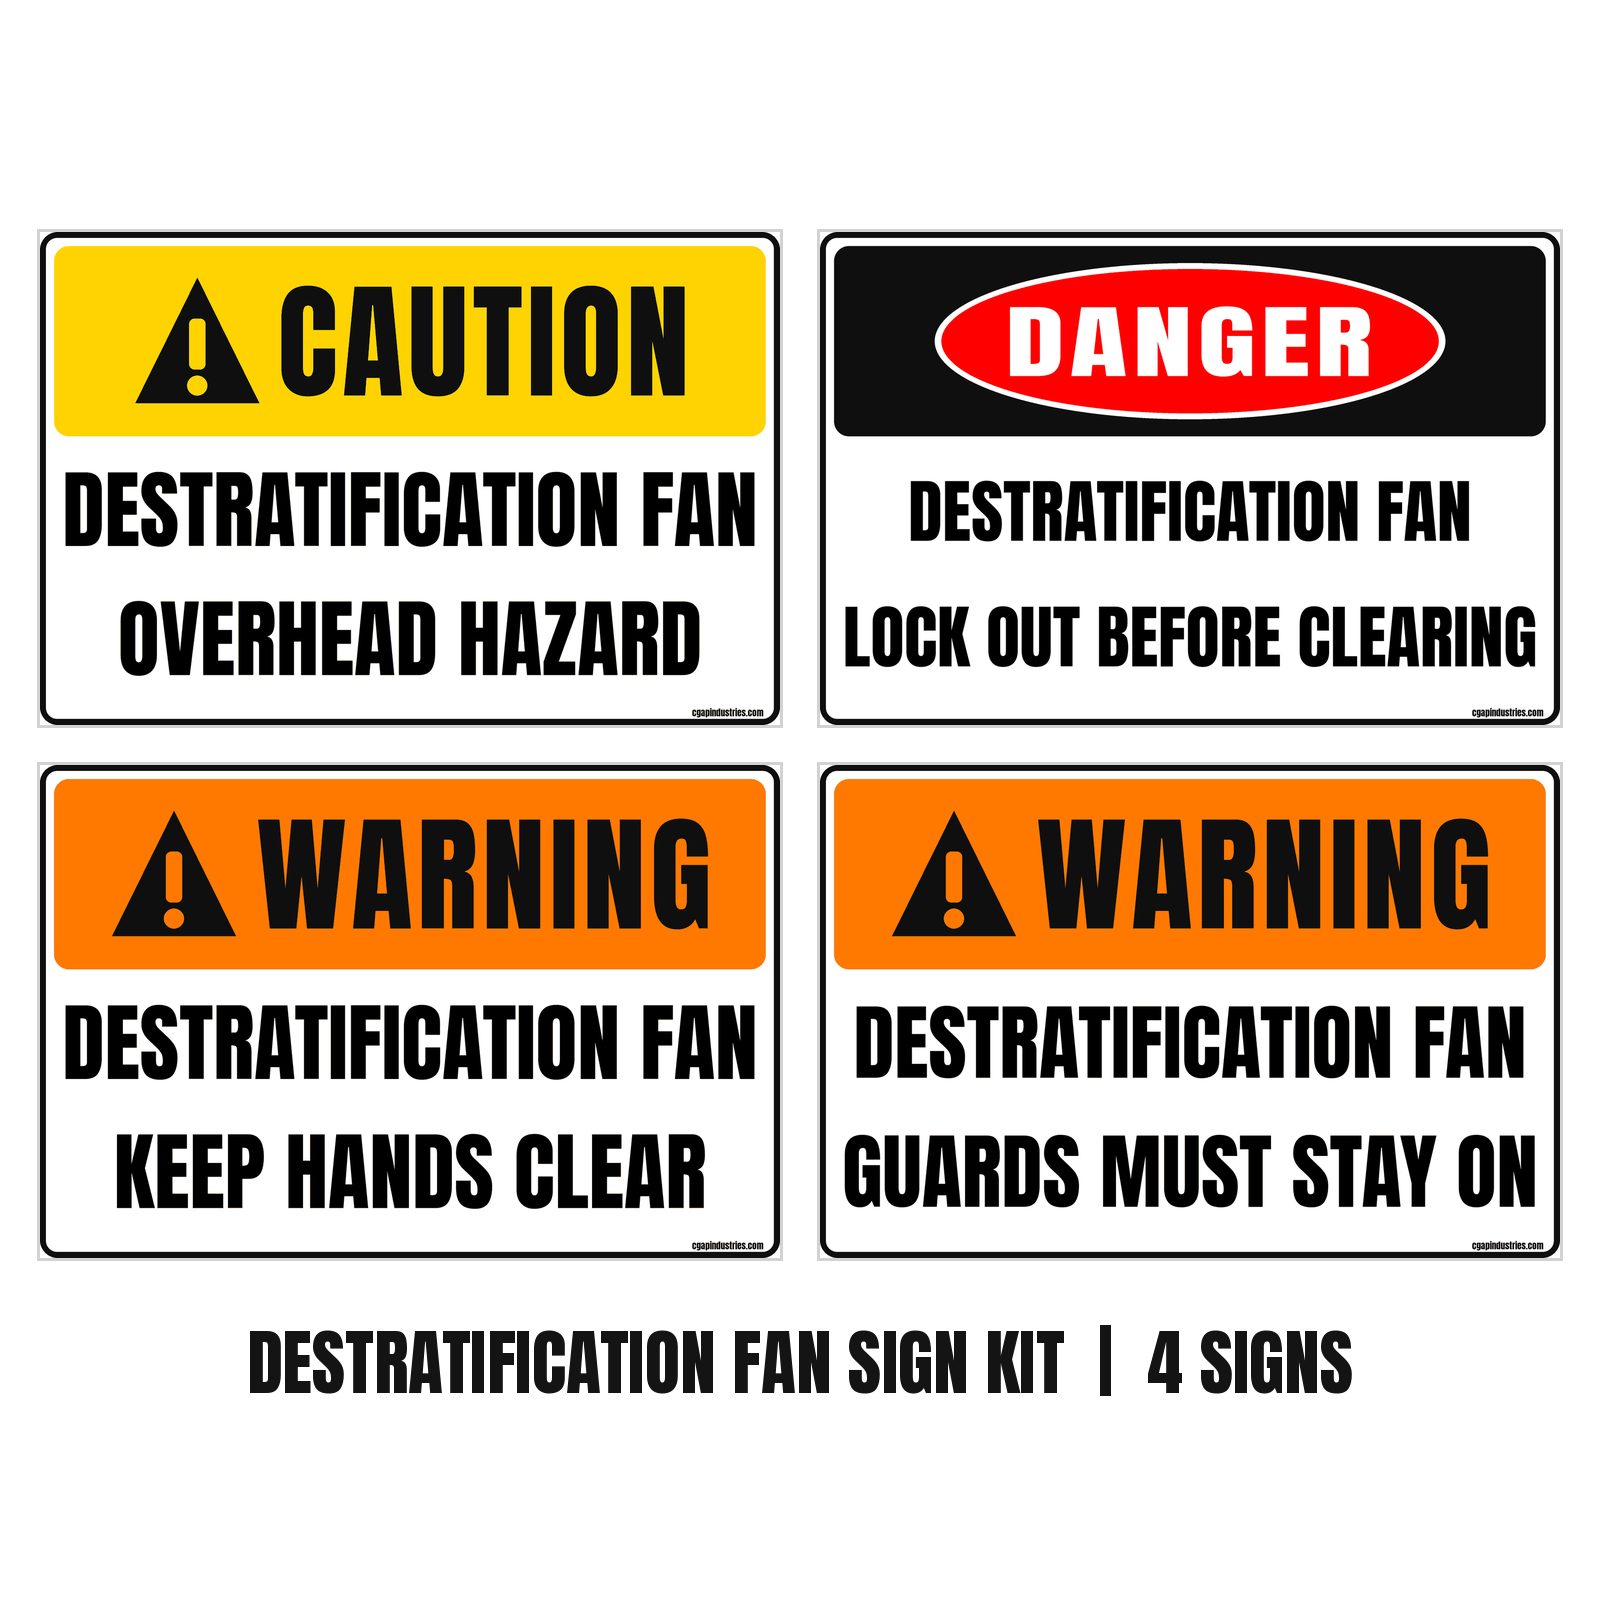 CAUTION
DESTRATIFICATION FAN
OVERHEAD HAZARD
cgapindustries.com
DANGER
DESTRATIFICATION FAN
LOCK OUT BEFORE CLEARING
cgapindustries.com
WARNING
DESTRATIFICATION FAN
KEEP HANDS CLEAR
cgapindustries.com
WARNING
DESTRATIFICATION FAN
GUARDS MUST STAY ON
cgapindustries.com
DESTRATIFICATION FAN SIGN KIT | 4 SIGNS